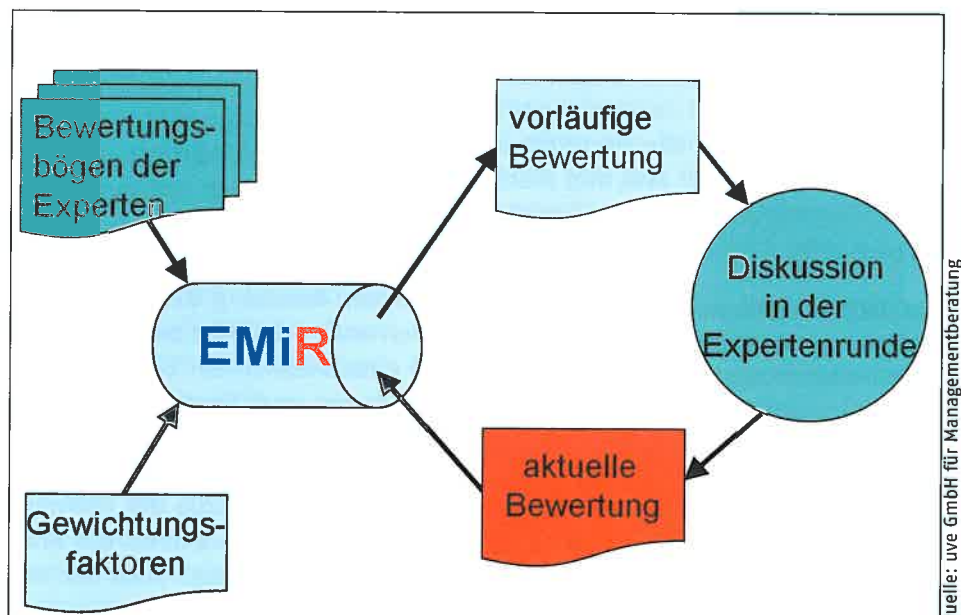 Bewertungs-
bögen der
Experten
vorläufige
Bewertung
Diskussion
in der
Expertenrunde
EMiR
aktuelle
Bewertung
Gewichtungs-
faktoren
uelle: uve GmbH für Managementberatung